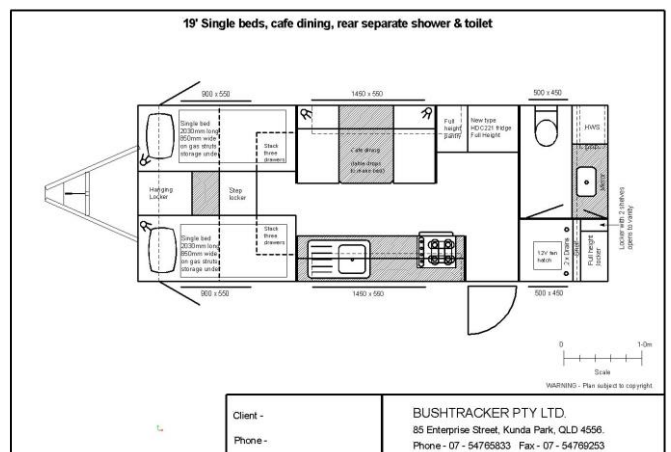 19' Single beds, cafe dining, rear separate shower & toilet
900 x 550
1450 x 550
500 x 450
Single bed
2030mm long
850mm wide
on gas struts
storage under
Stack
three
drawers
Cafe dining
(table drops
to make bed)
Full
height
pantry
New type
HDC221 fridge
Full Height
HWS
Shelf
Mirror
Hanging
Locker
Step
locker
Single bed
2030mm long
850mm wide
on gas struts
storage under
Stack
three
drawers
12V fan
hatch
2 x Drains
Shelf
Full height
locker
Locker with 2 shelves
opens to vanity
900 x 550
1450 x 550
500 x 450
0 1·0m
Scale
WARNING - Plan subject to copyright
Client -
Phone -
BUSHTRACKER PTY LTD.
85 Enterprise Street, Kunda Park, QLD 4556.
Phone - 07 - 54765833 Fax - 07 - 54769253